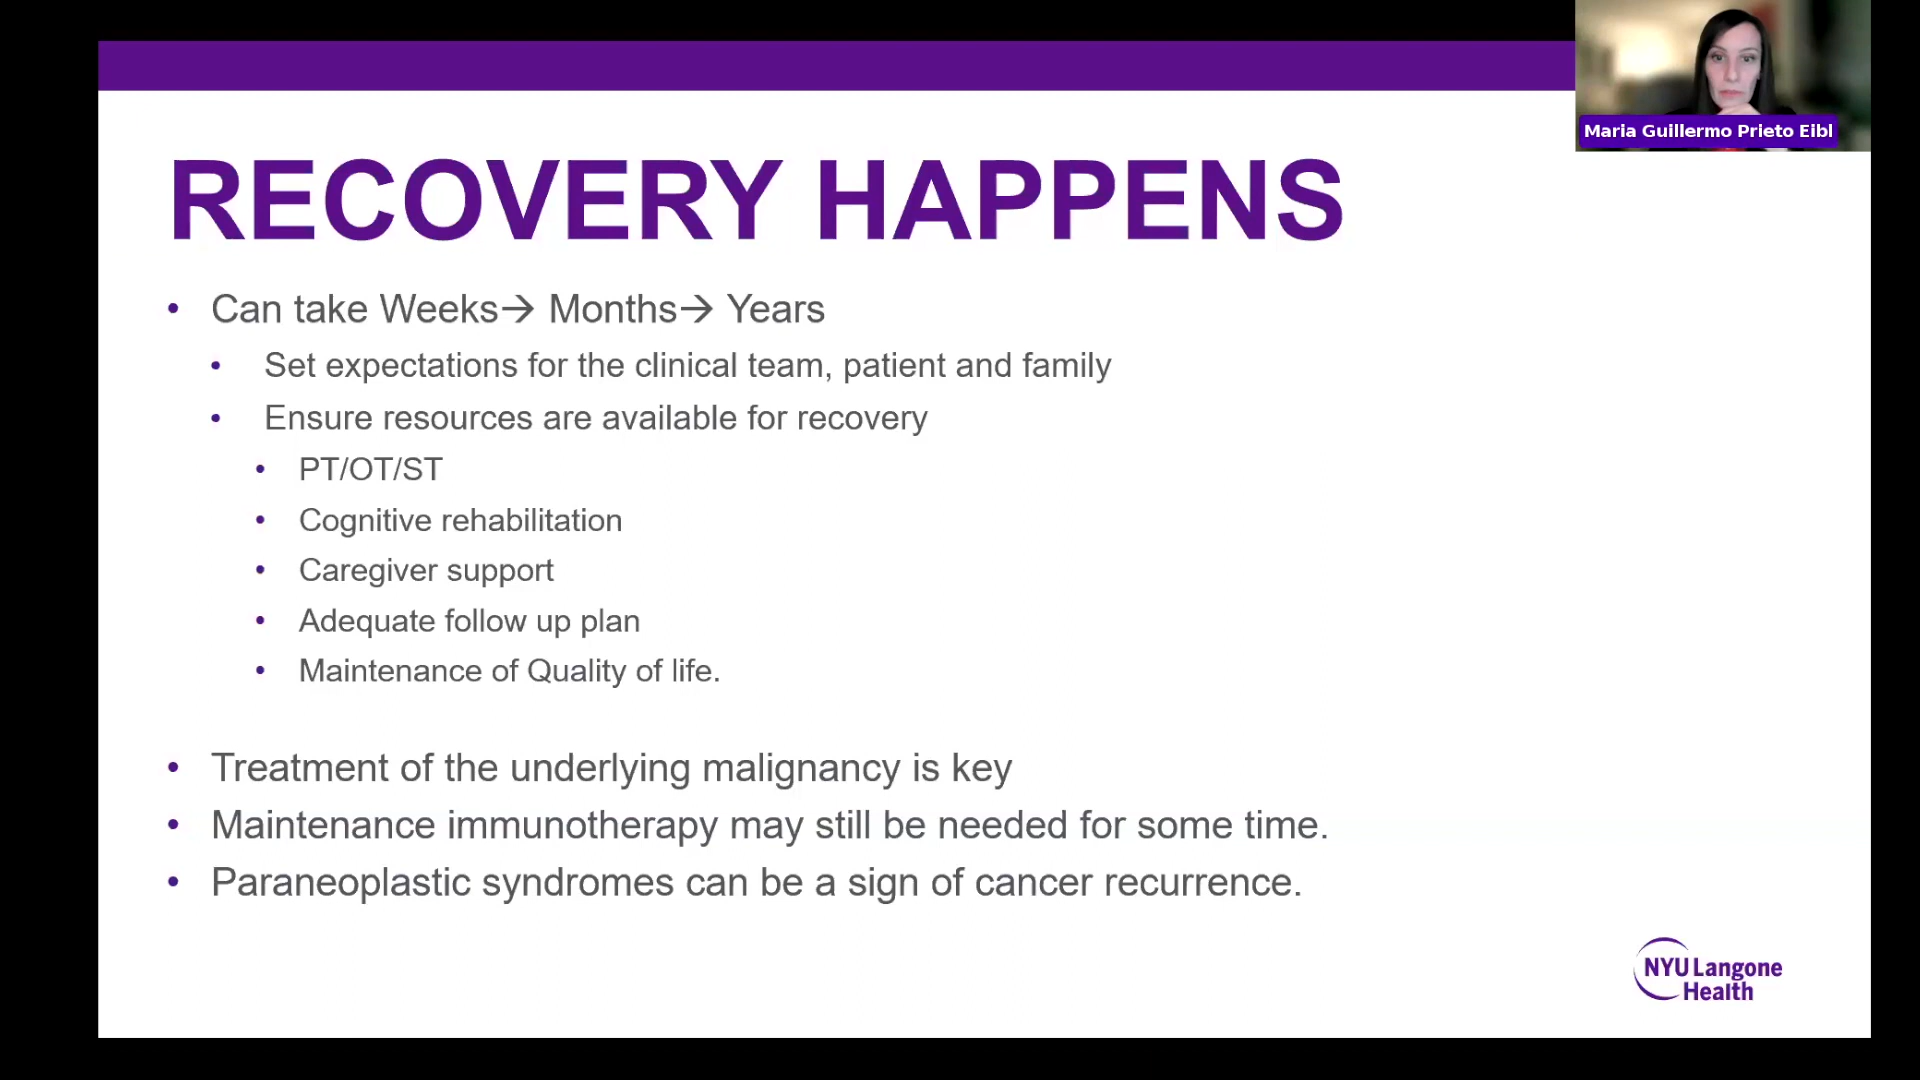 Maria Guillermo Prieto Eibl
RECOVERY HAPPENS
• Can take Weeks→ Months→ Years
• Set expectations for the clinical team, patient and family
• Ensure resources are available for recovery
• PT/OT/ST
• Cognitive rehabilitation
• Caregiver support
• Adequate follow up plan
• Maintenance of Quality of life.
• Treatment of the underlying malignancy is key
• Maintenance immunotherapy may still be needed for some time.
• Paraneoplastic syndromes can be a sign of cancer recurrence.
NYU Langone
Health